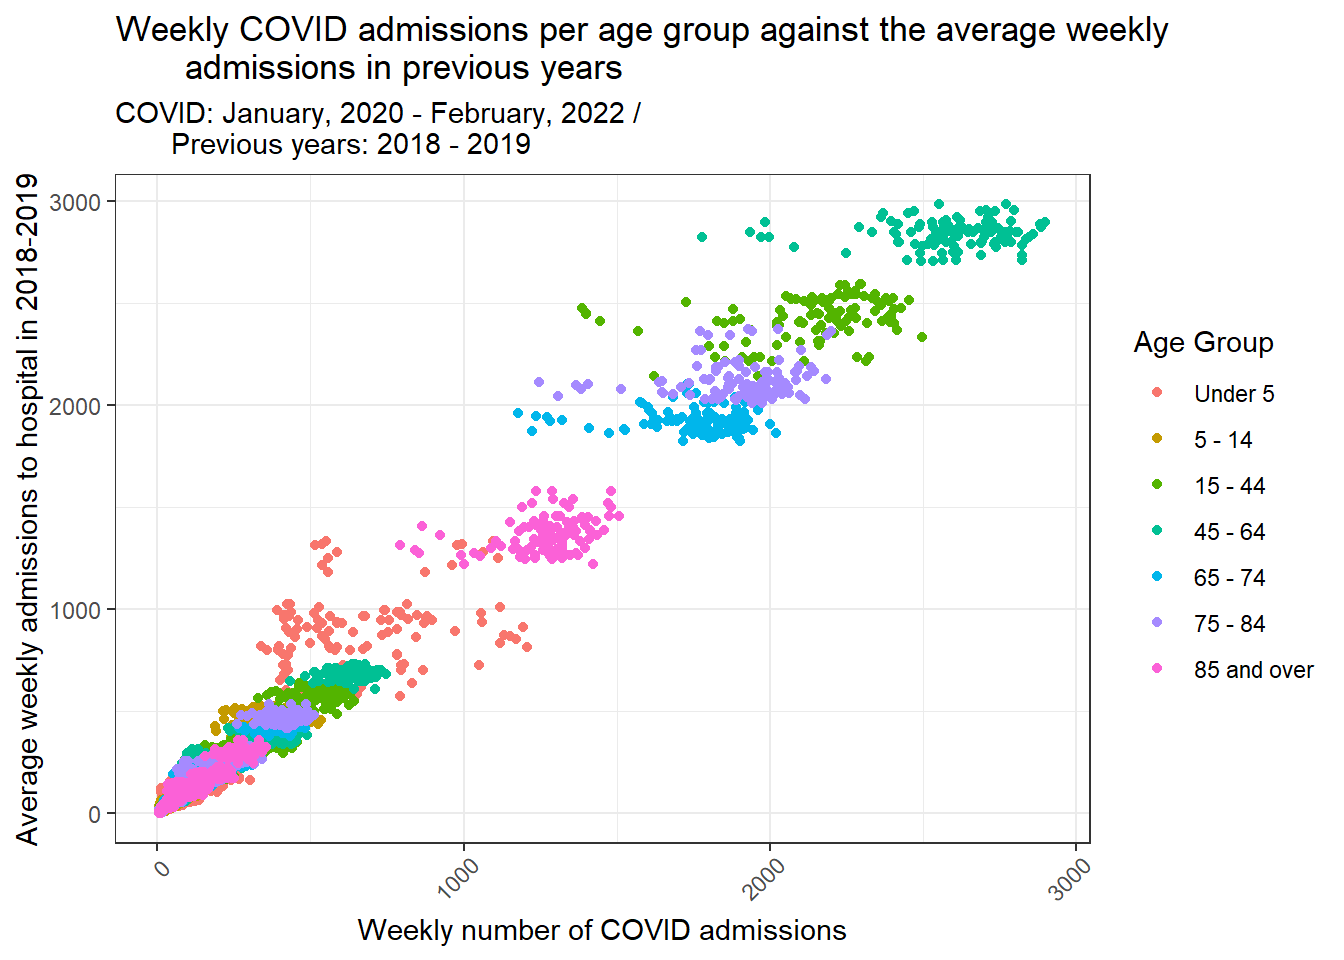 Weekly COVID admissions per age group against the average weekly
admissions in previous years
COVID: January, 2020 - February, 2022 /
Previous years: 2018 - 2019
Average weekly admissions to hospital in 2018-2019
3000
2000
1000
0
0
1000
2000
3000
Weekly number of COVID admissions
Age Group
Under 5
5 - 14
15 - 44
45 - 64
65 - 74
75 - 84
85 and over